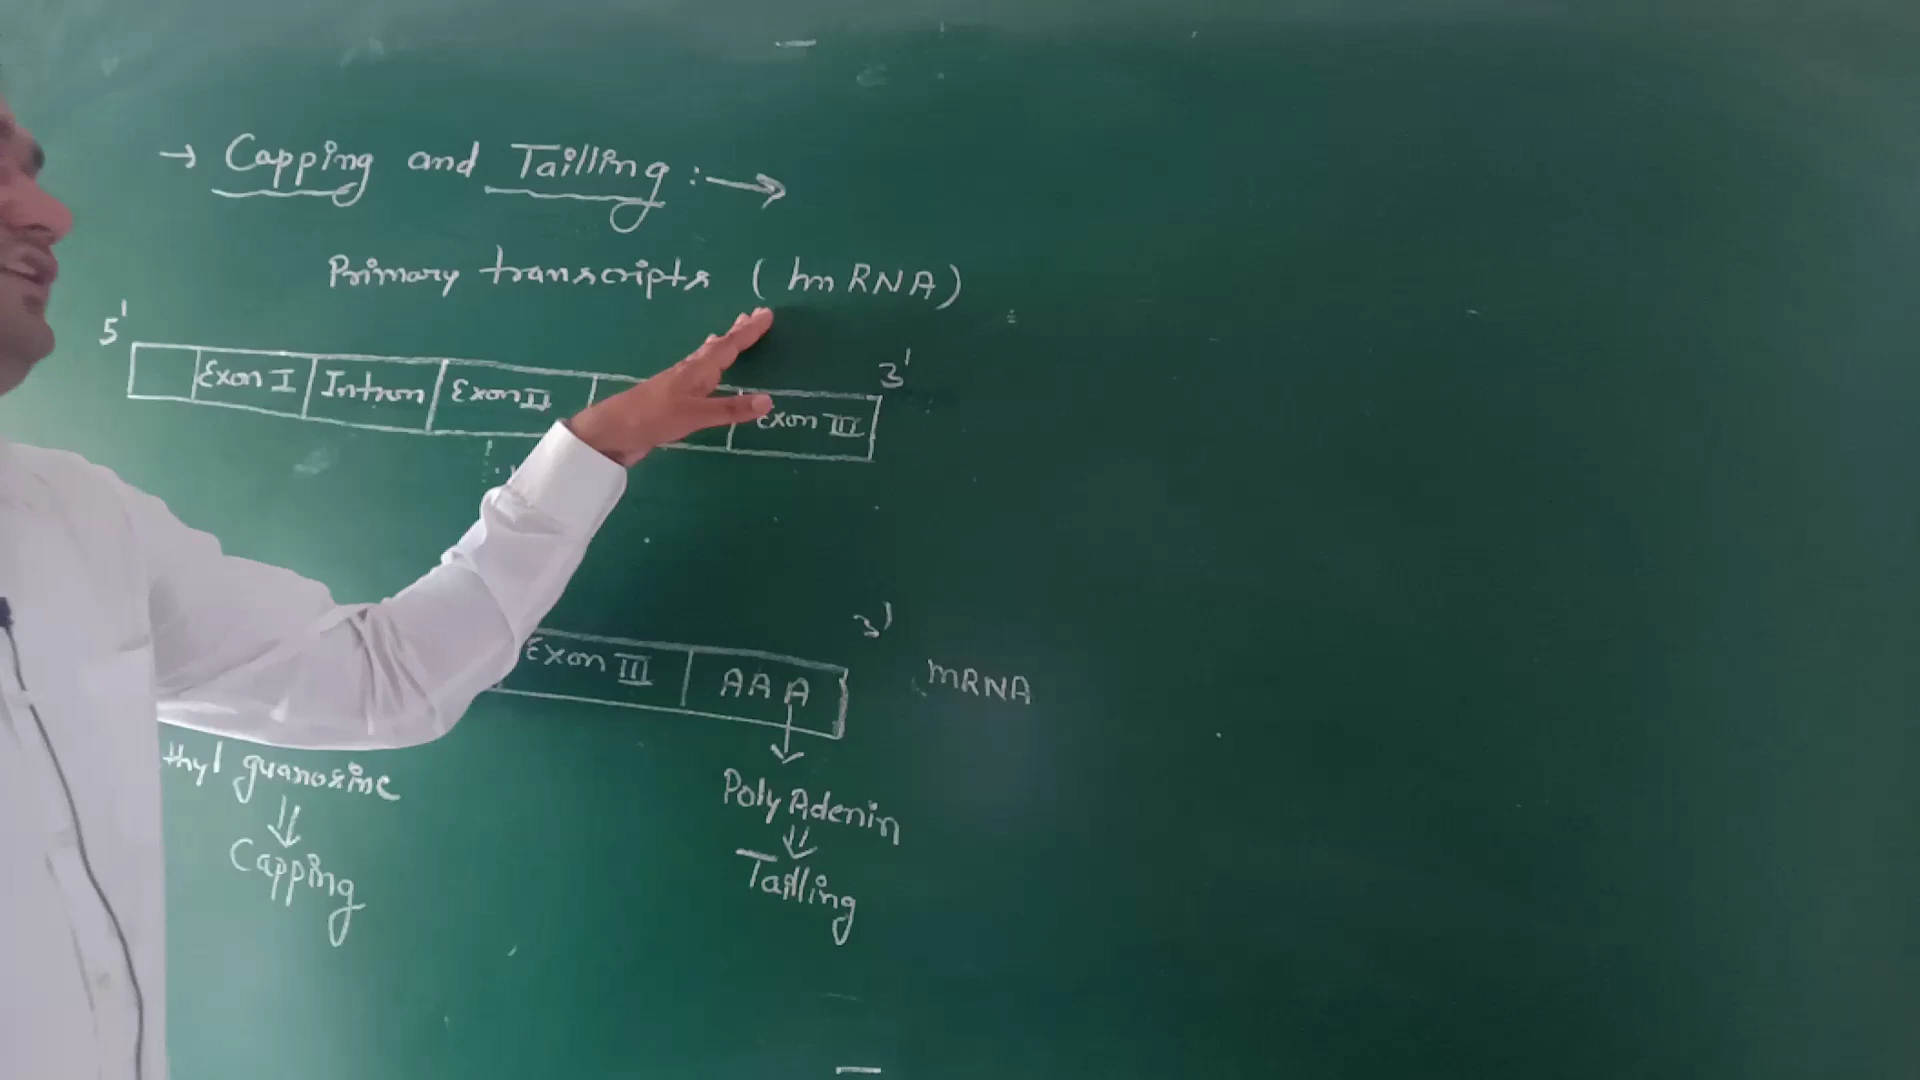 → Capping and Tailling :→
Primary transcripts (hnRNA)
5' 3'
Exon I Intron Exon II Exon III
3'
Exon III AAA mRNA
thyl guanosine
Poly Adenin
Capping
Tailling